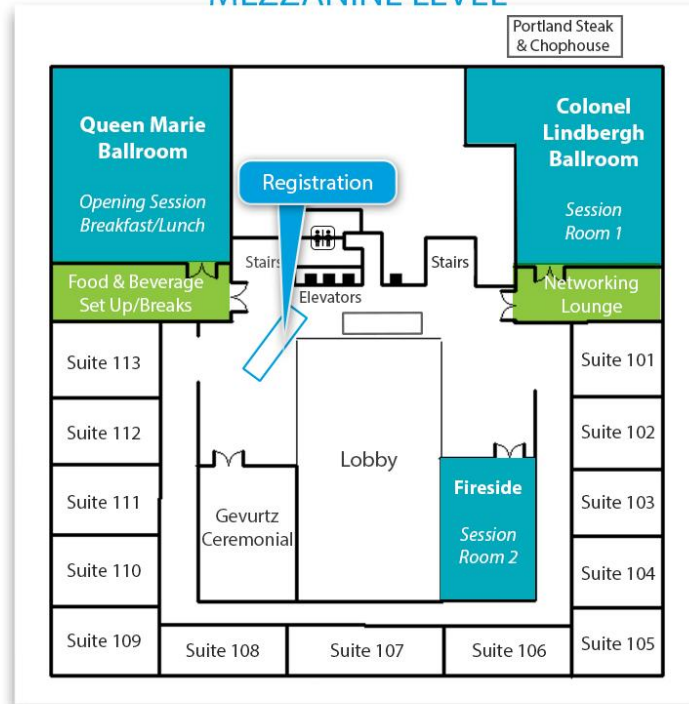 MEZZANINE LEVEL
Portland Steak
& Chophouse
Queen Marie
Ballroom
Opening Session
Breakfast/Lunch
Colonel
Lindbergh
Ballroom
Session
Room 1
Registration
Stairs
Stairs
Elevators
Food & Beverage
Set Up/Breaks
Networking
Lounge
Suite 113
Suite 112
Suite 111
Suite 110
Suite 109
Suite 108
Suite 107
Suite 106
Suite 105
Suite 104
Suite 103
Suite 102
Suite 101
Lobby
Gevurtz
Ceremonial
Fireside
Session
Room 2